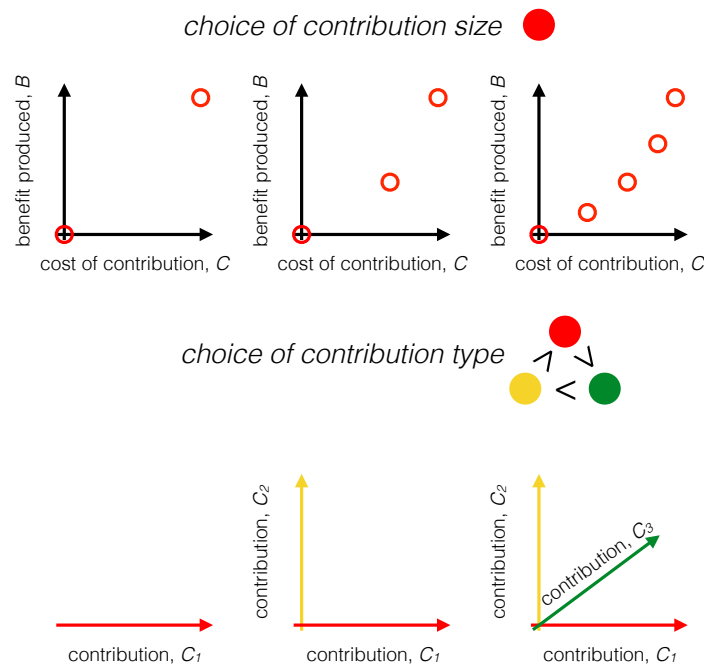 choice of contribution size
benefit produced, B
cost of contribution, C
benefit produced, B
cost of contribution, C
benefit produced, B
cost of contribution, C
choice of contribution type
< < <
contribution, C1
contribution, C2
contribution, C1
contribution, C2
contribution, C3
contribution, C1